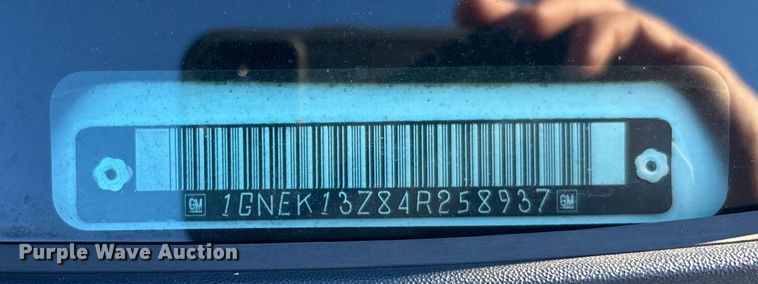 GM 1GNEK13Z84R258937 GM
Purple Wave Auction